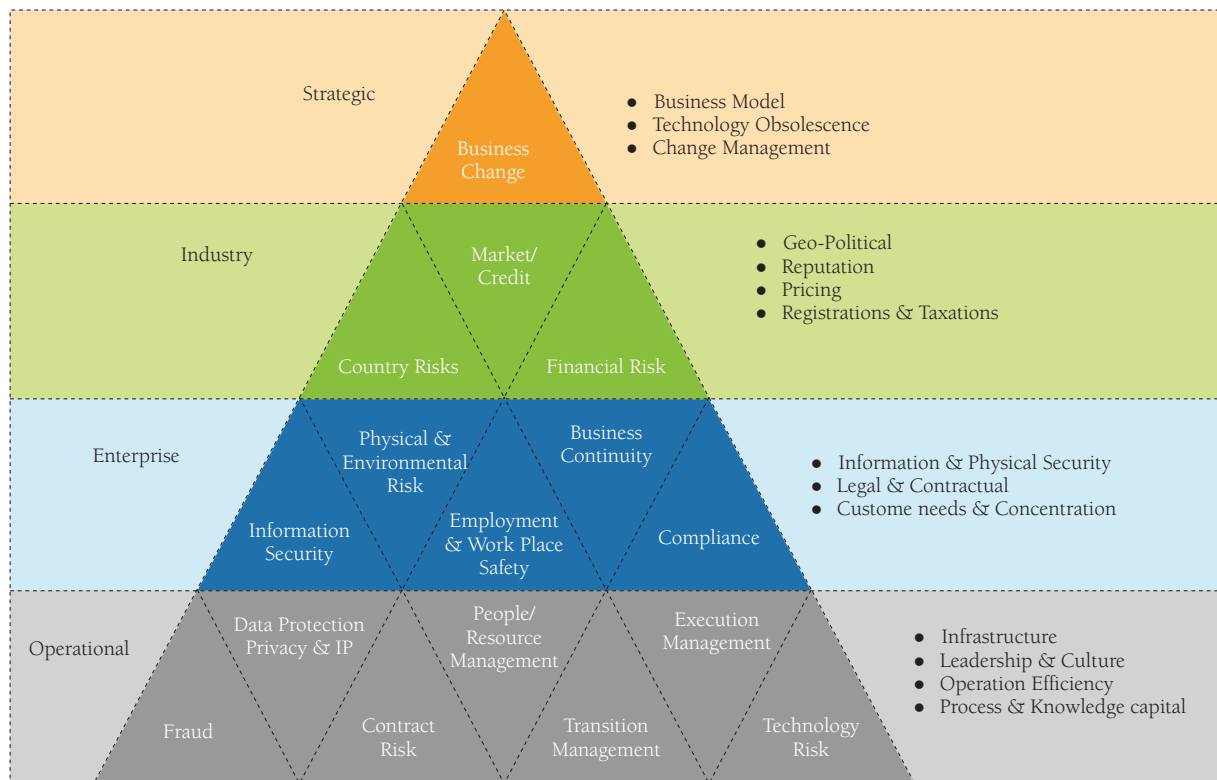 Strategic
Business
Change
● Business Model
● Technology Obsolescence
● Change Management
Industry
Market/
Credit
Country Risks
Financial Risk
● Geo-Political
● Reputation
● Pricing
● Registrations & Taxations
Enterprise
Physical &
Environmental
Risk
Business
Continuity
Information
Security
Employment
& Work Place
Safety
Compliance
● Information & Physical Security
● Legal & Contractual
● Custome needs & Concentration
Operational
Data Protection
Privacy & IP
People/
Resource
Management
Execution
Management
Fraud
Contract
Risk
Transition
Management
Technology
Risk
● Infrastructure
● Leadership & Culture
● Operation Efficiency
● Process & Knowledge capital